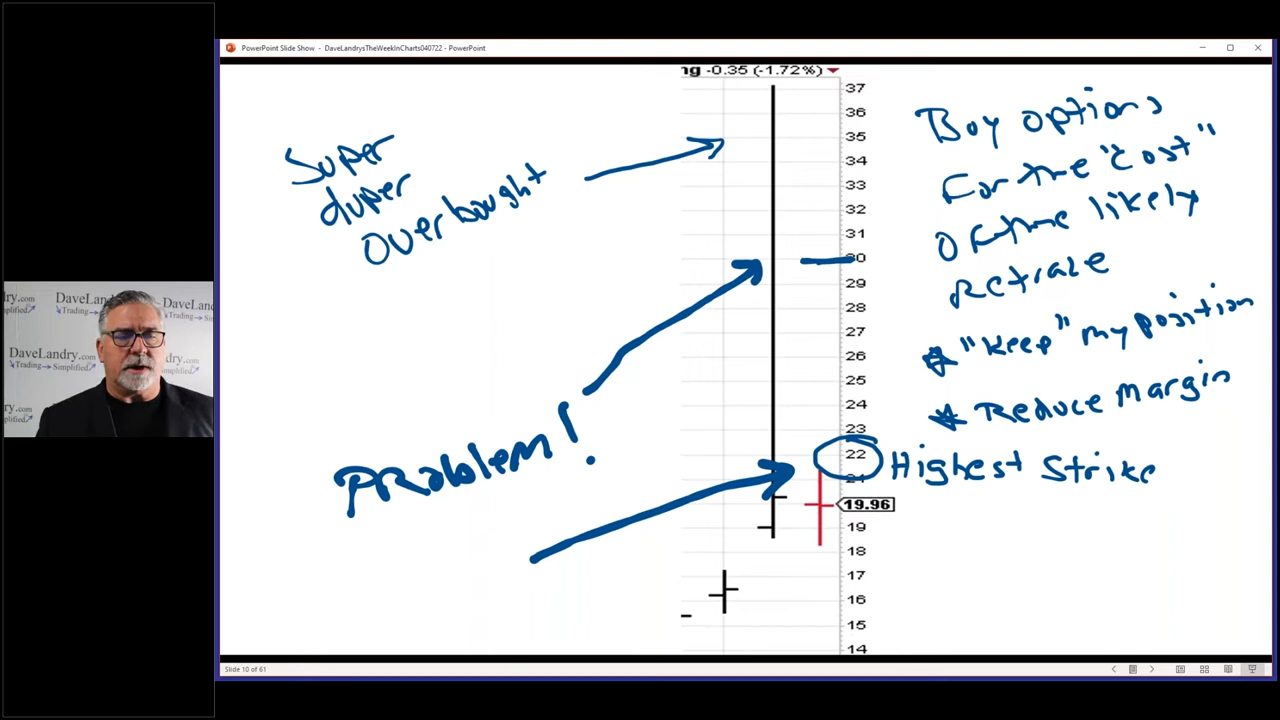 PowerPoint Slide Show - DaveLandrysTheWeekInCharts040722 - PowerPoint
ng -0.35 (-1.72%)
37
36
35
34
33
32
31
30
29
28
27
26
25
24
23
22
21
19.96
19
18
17
16
15
14
Super
duper
Overbought
Problem!
Buy options
For the "Cost"
OF the likely
Retrace
"Keep" my position
Reduce margin
Highest Strike
DaveLandry.com
Trading Simplified
Slide 10 of 61